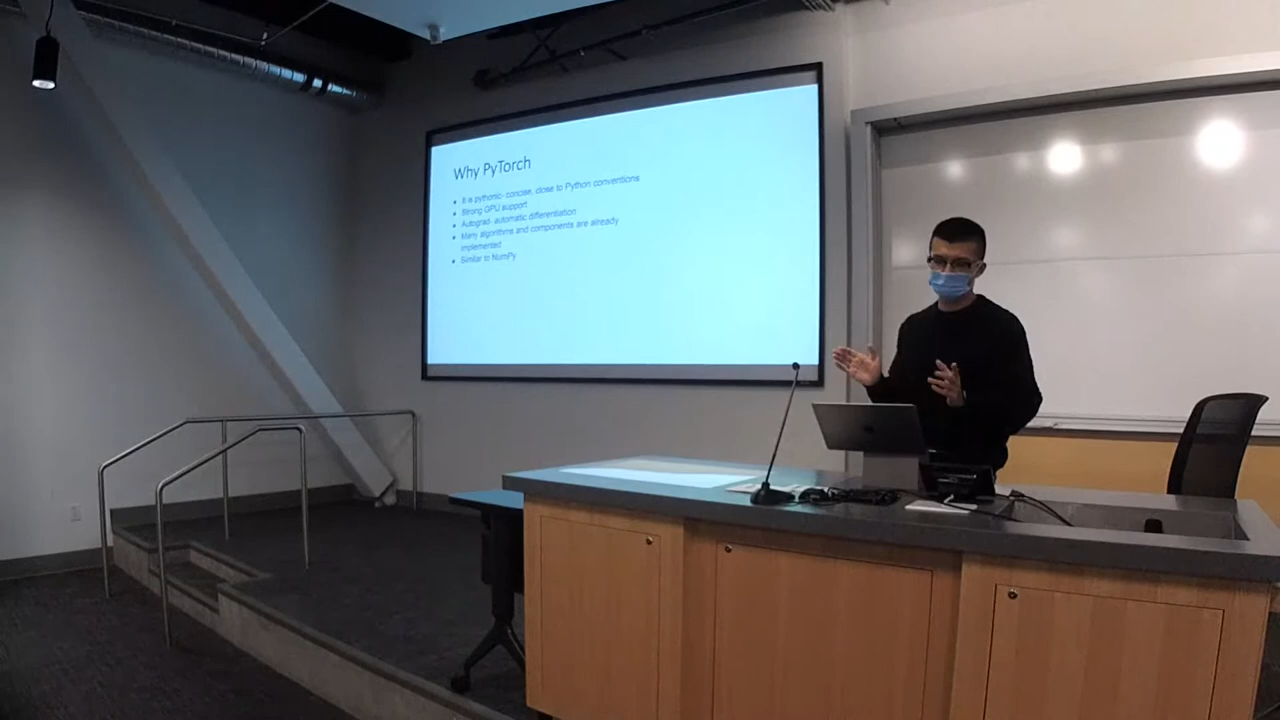 Why PyTorch
• It is pythonic- concise, close to Python conventions
• Strong GPU support
• Autograd- automatic differentiation
• Many algorithms and components are already
implemented
• Similar to NumPy